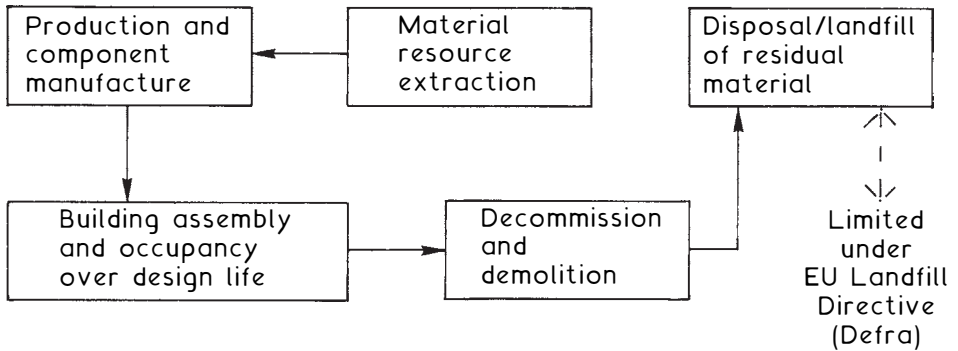 Production and
component
manufacture
Material
resource
extraction
Disposal/landfill
of residual
material
Building assembly
and occupancy
over design life
Decommission
and
demolition
Limited
under
EU Landfill
Directive
(Defra)